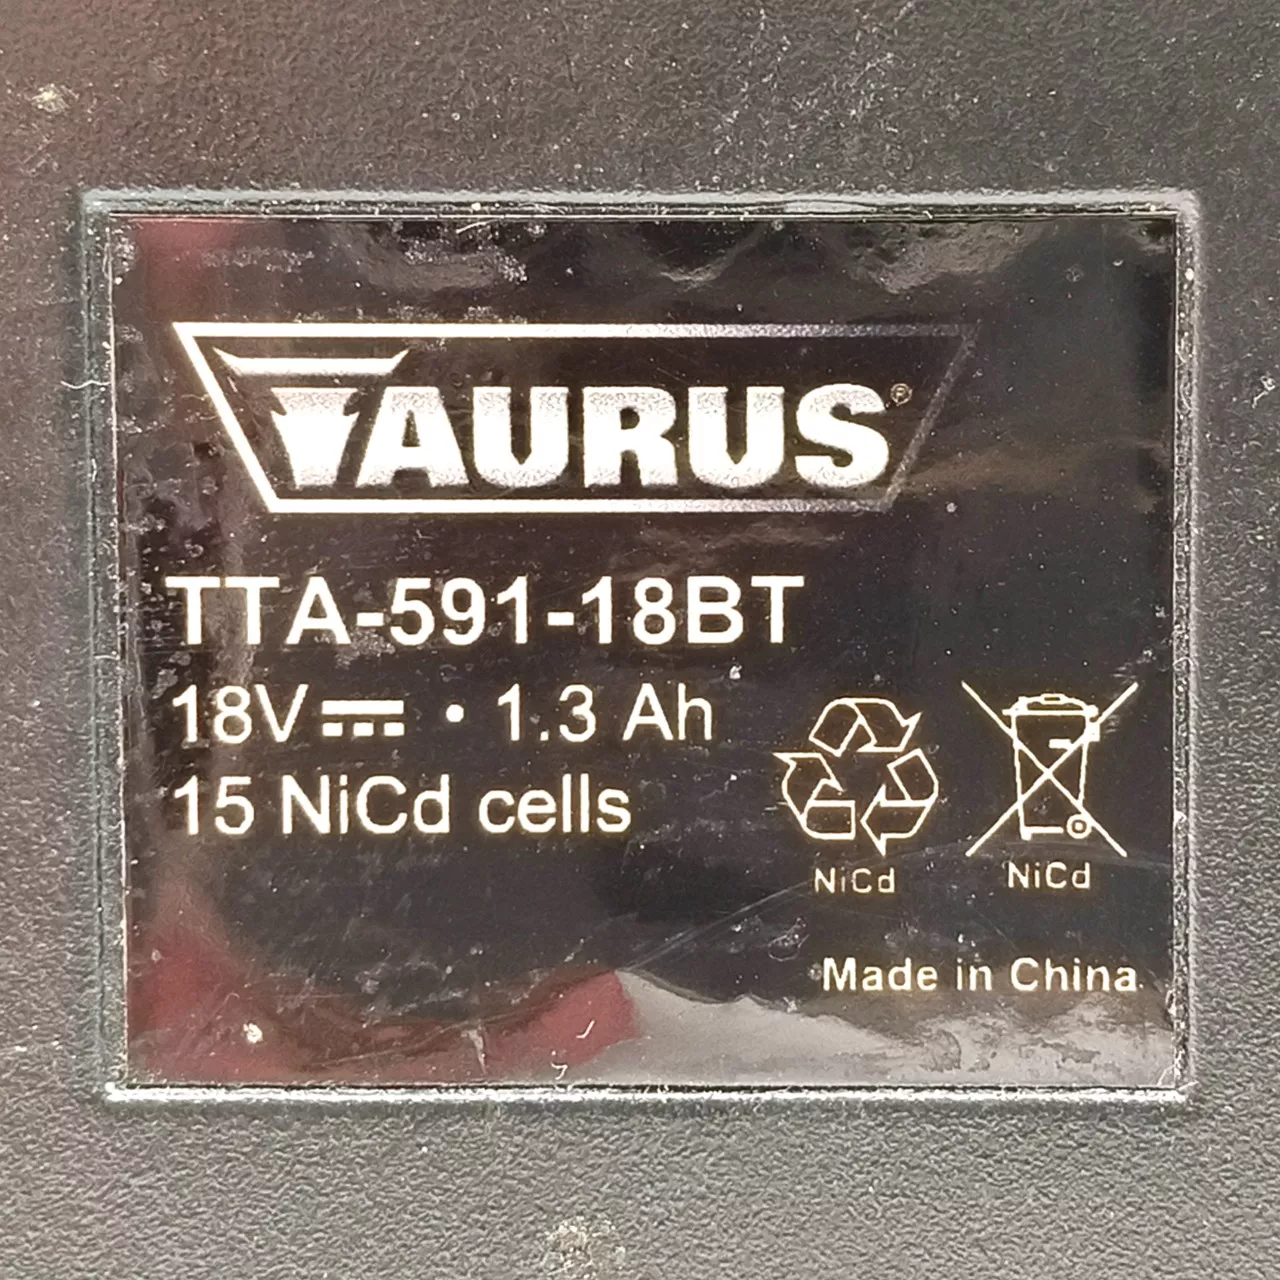 TAURUS®
TTA-591-18BT
18V⎓ · 1.3 Ah
15 NiCd cells
NiCd
NiCd
Made in China